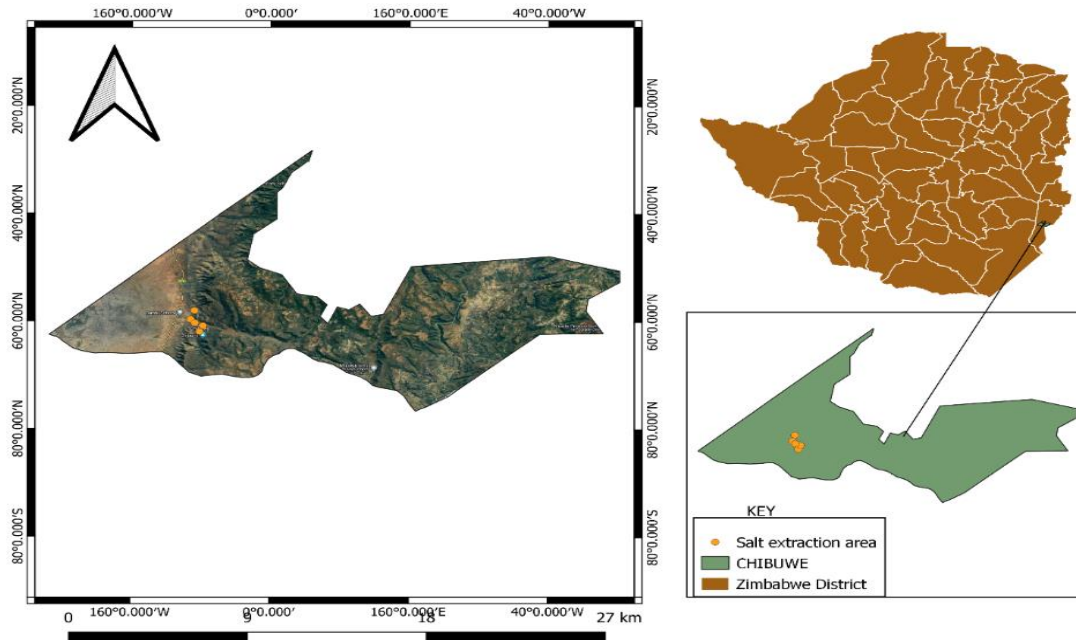 160°0.000'W 0°0.000' 160°0.000'E 40°0.000'W
20°0.000'N 20°0.000'N
40°0.000'N 40°0.000'N
60°0.000'N 60°0.000'N
80°0.000'N 80°0.000'N
80°0.000'S 80°0.000'S
160°0.000'W 0°0.000' 160°0.000'E 40°0.000'W
0 9 18 27 km
KEY
Salt extraction area
CHIBUWE
Zimbabwe District